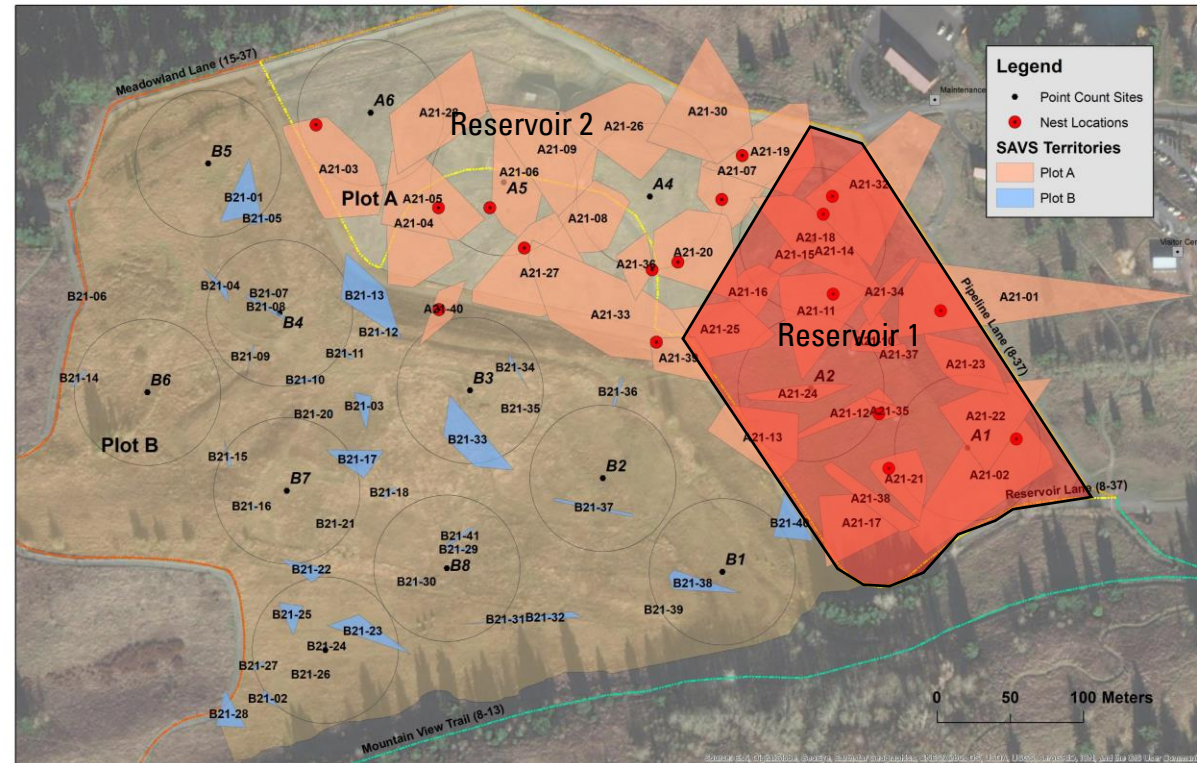 Meadowland Lane (15-37)
A6
A21-28
Reservoir 2
A21-26
A21-30
Maintenance
Legend
Point Count Sites
Nest Locations
SAVS Territories
Plot A
Plot B
B5
A21-03
A21-09
A21-19
A21-06
A5
A21-07
A4
Plot A
A21-05
A21-04
A21-08
A21-32
B21-01
B21-05
A21-18
A21-14
A21-15
A21-20
A21-36
A21-27
Visitor Cen
B21-04
B21-06
B21-07
B21-08
B4
B21-13
B21-12
A21-40
A21-33
A21-16
A21-11
A21-34
A21-01
Pipeline Lane (8-37)
A21-25
Reservoir 1
A21-37
A21-39
A21-23
B21-09
B21-11
B21-14
B6
B21-10
B3
B21-34
B21-36
A2
A21-24
B21-03
B21-20
B21-35
A21-12
A21-35
A21-22
A1
A21-13
Plot B
B21-33
B21-15
B21-17
B7
B2
A21-02
A21-21
B21-18
B21-16
B21-37
A21-38
Reservoir Lane (8-37)
B21-21
B21-40
A21-17
B21-41
B21-29
B8
B21-22
B21-30
B1
B21-38
B21-25
B21-39
B21-31
B21-32
B21-23
B21-24
B21-27
B21-26
B21-02
B21-28
Mountain View Trail (8-13)
0 50 100 Meters